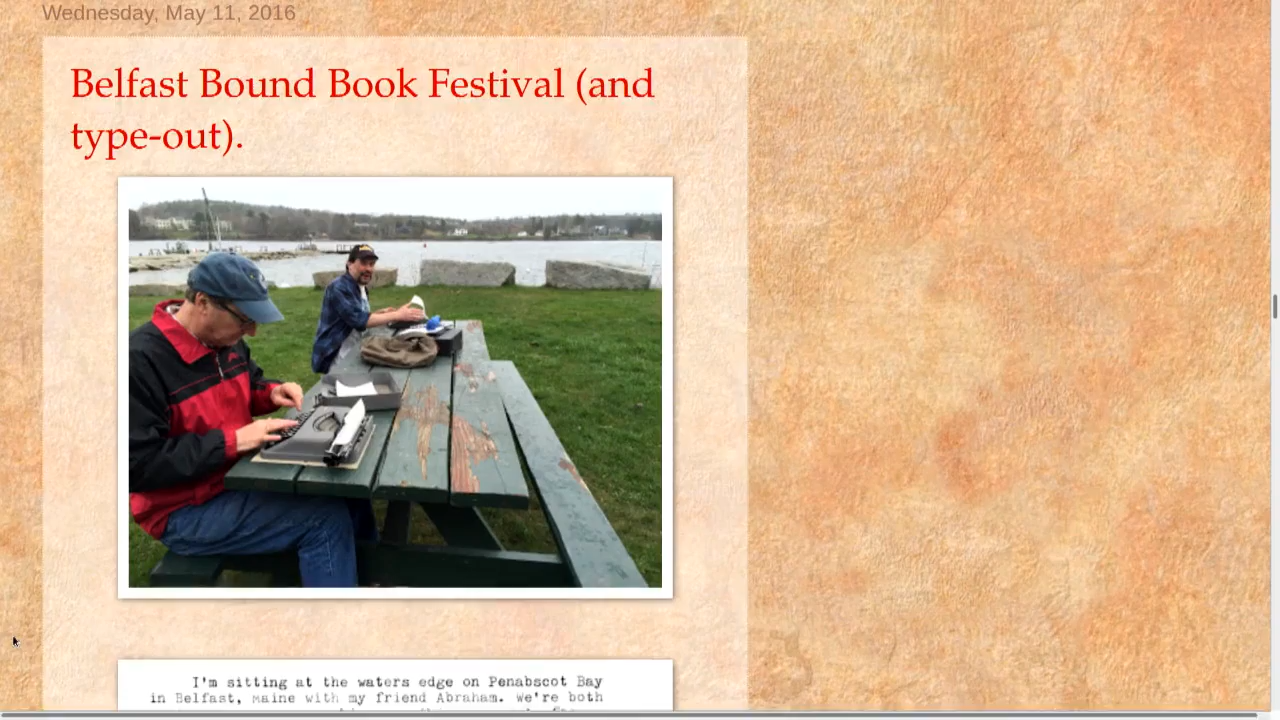 Wednesday, May 11, 2016
Belfast Bound Book Festival (and
type-out).
I'm sitting at the waters edge on Penabscot Bay
in Belfast, maine with my friend Abraham. We're both